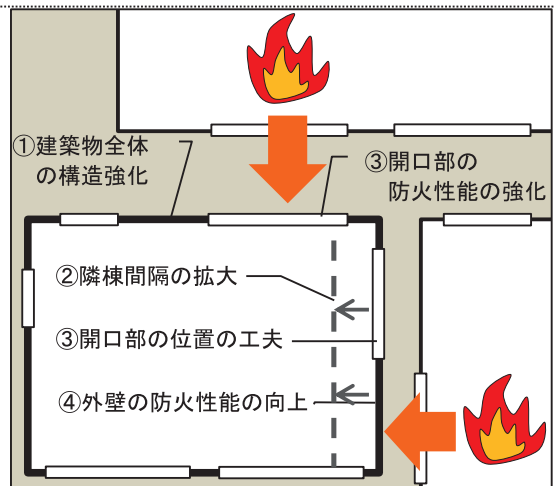 ①建築物全体
の構造強化
③開口部の
防火性能の強化
②隣棟間隔の拡大
③開口部の位置の工夫
④外壁の防火性能の向上